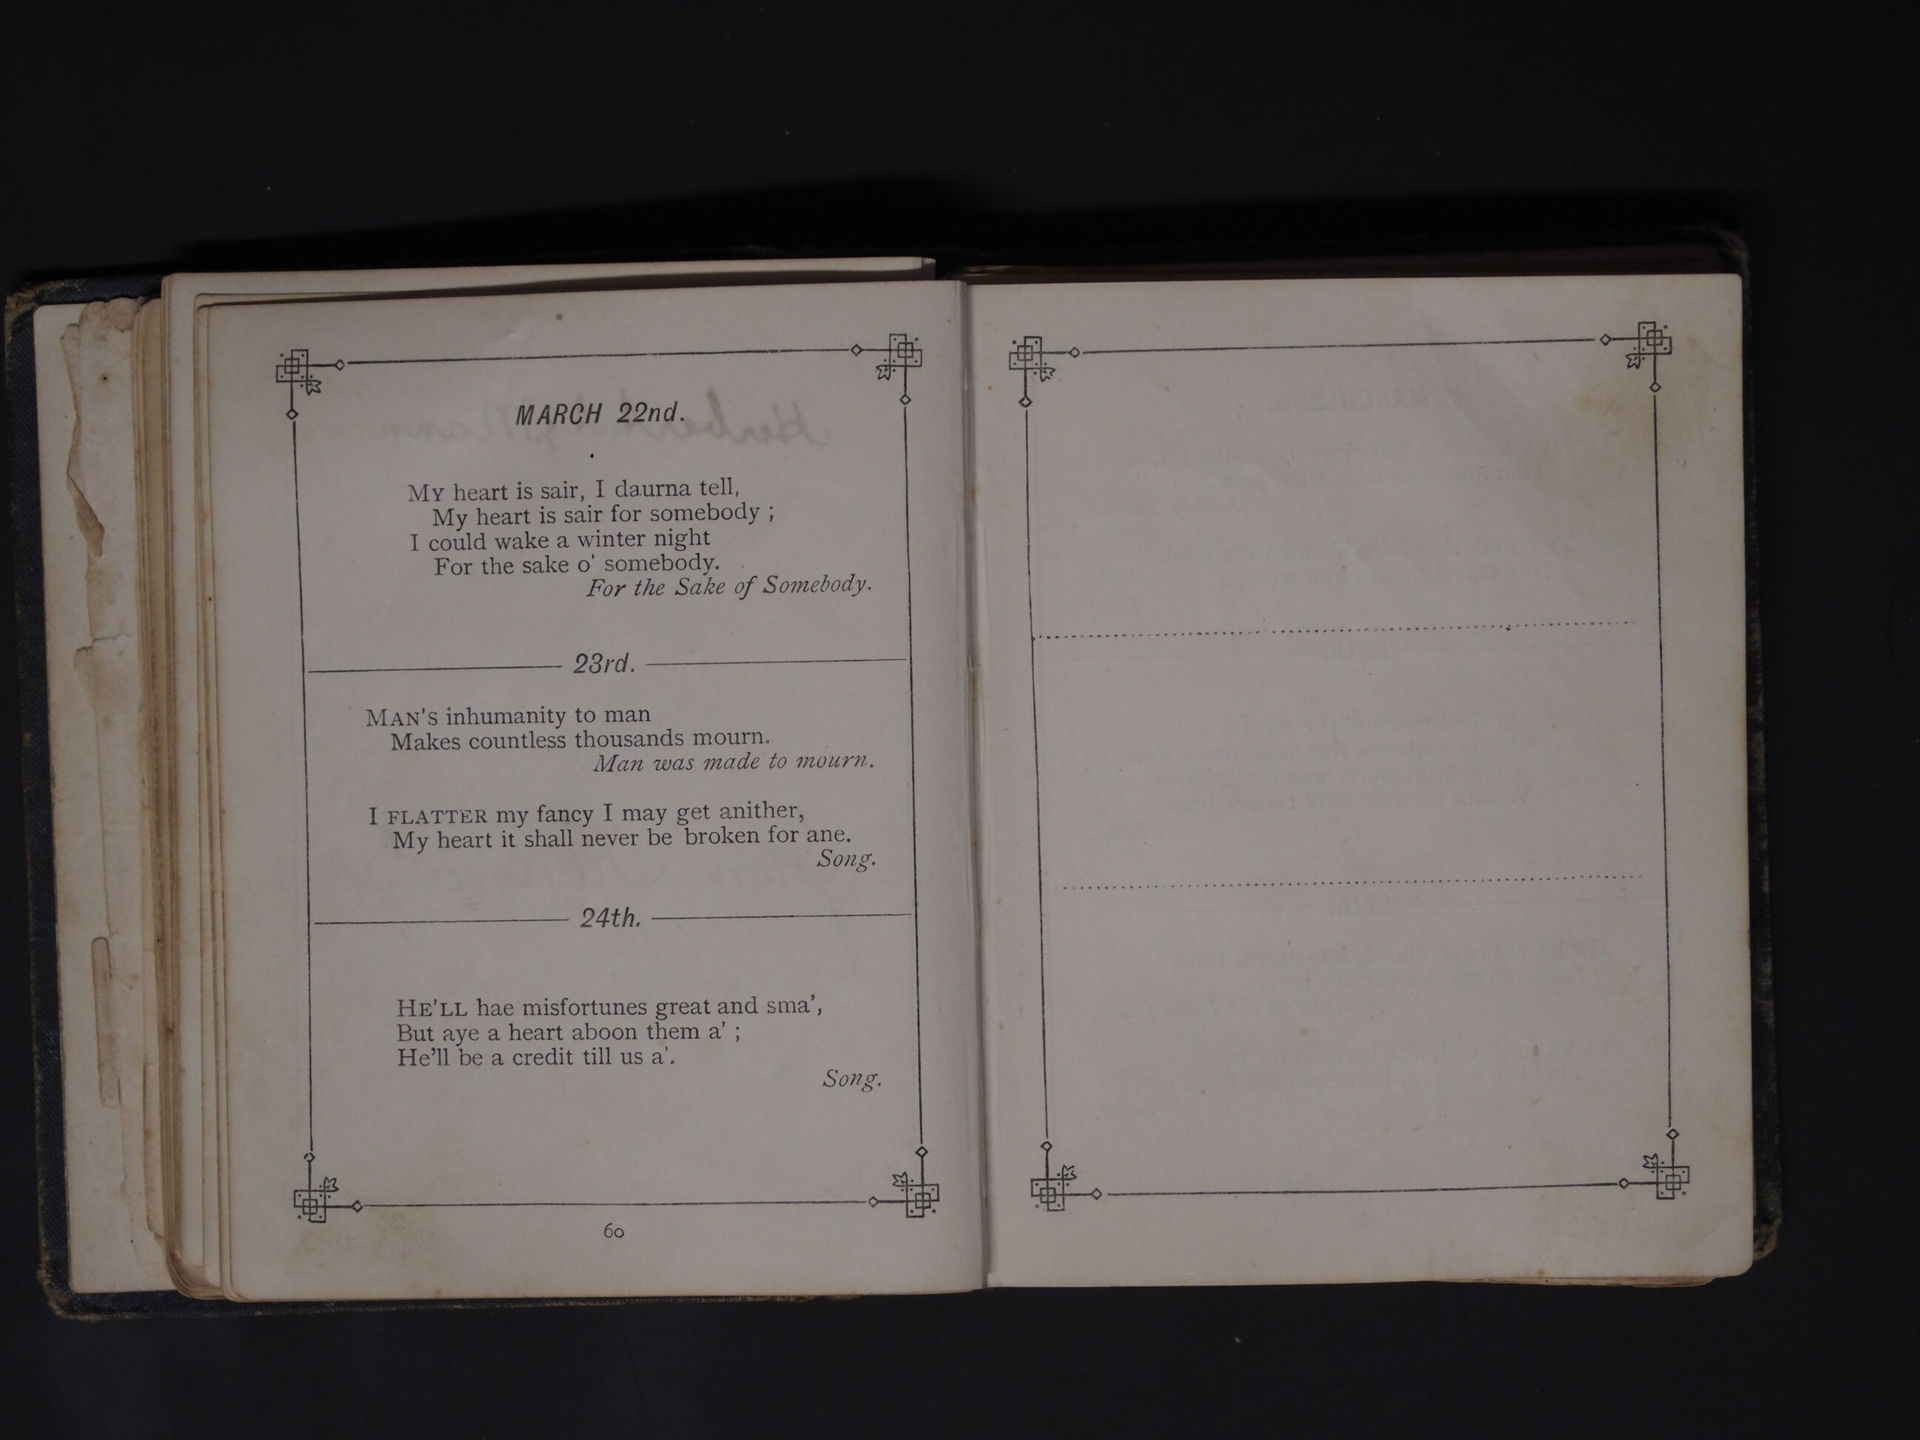 MARCH 22nd.
MY heart is sair, I daurna tell,
My heart is sair for somebody ;
I could wake a winter night
For the sake o' somebody.
For the Sake of Somebody.
23rd.
MAN'S inhumanity to man
Makes countless thousands mourn.
Man was made to mourn.
I FLATTER my fancy I may get anither,
My heart it shall never be broken for ane.
Song.
24th.
HE'LL hae misfortunes great and sma',
But aye a heart aboon them a' ;
He'll be a credit till us a'.
Song.
60